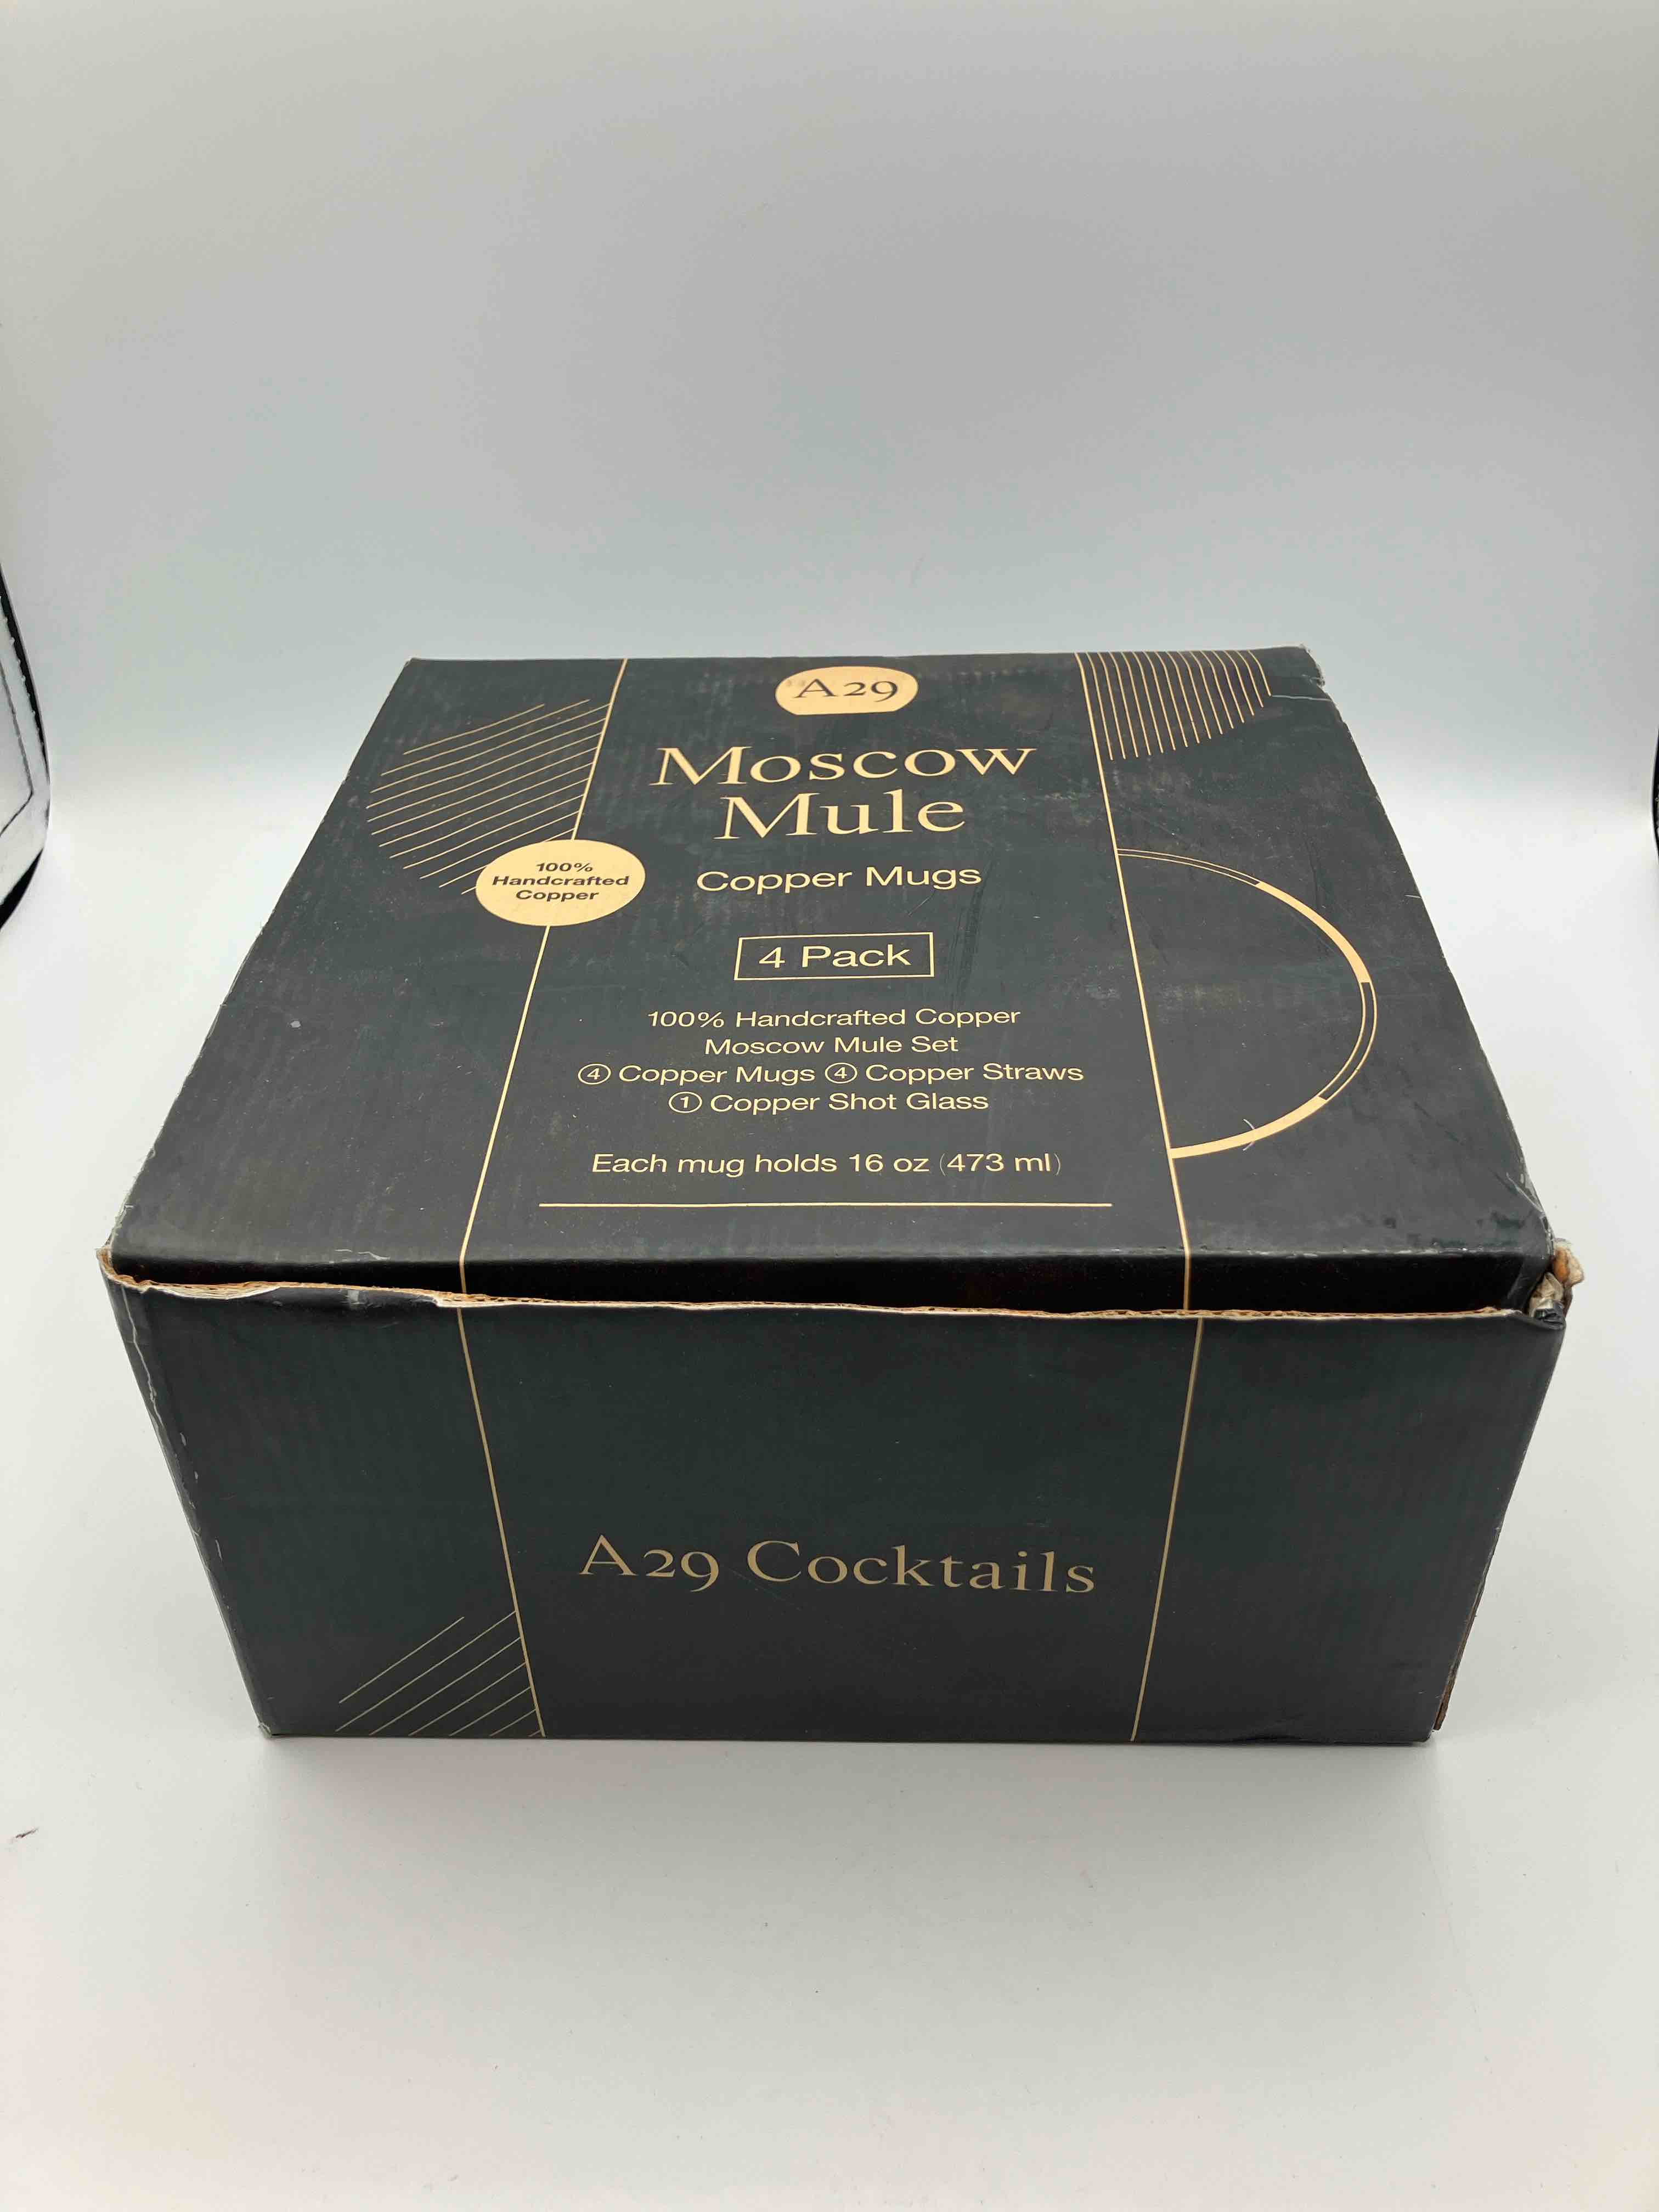 A29
Moscow
Mule
100%
Handcrafted
Copper
Copper Mugs
4 Pack
100% Handcrafted Copper
Moscow Mule Set
④ Copper Mugs ④ Copper Straws
① Copper Shot Glass
Each mug holds 16 oz (473 ml)
A29 Cocktails